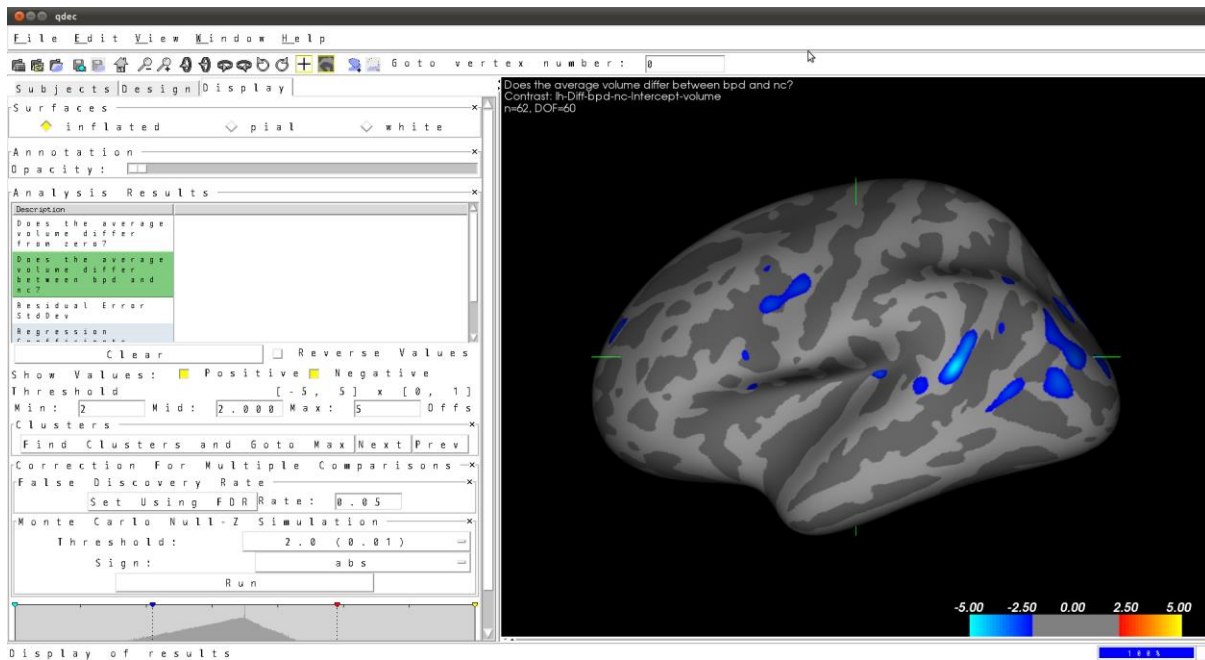 qdec
File Edit View Window Help
Goto vertex number: 0
Subjects Design Display
Surfaces
inflated pial white
Annotation
Opacity:
Analysis Results
Description
Does the average
volume differ
from zero?
Does the average
volume differ
between bpd and
nc?
Residual Error
StdDev
Regression
Clear Reverse Values
Show Values: Positive Negative
Threshold [-5, 5] x [0, 1]
Min: 2 Mid: 2.000 Max: 5 Offs
Clusters
Find Clusters and Goto Max Next Prev
Correction For Multiple Comparisons
False Discovery Rate
Set Using FDR Rate: 0.05
Monte Carlo Null-Z Simulation
Threshold: 2.0 (0.01)
Sign: abs
Run
Display of results
Does the average volume differ between bpd and nc?
Contrast: lh-Diff-bpd-nc-Intercept-volume
n=62, DOF=60
-5.00 -2.50 0.00 2.50 5.00
100%